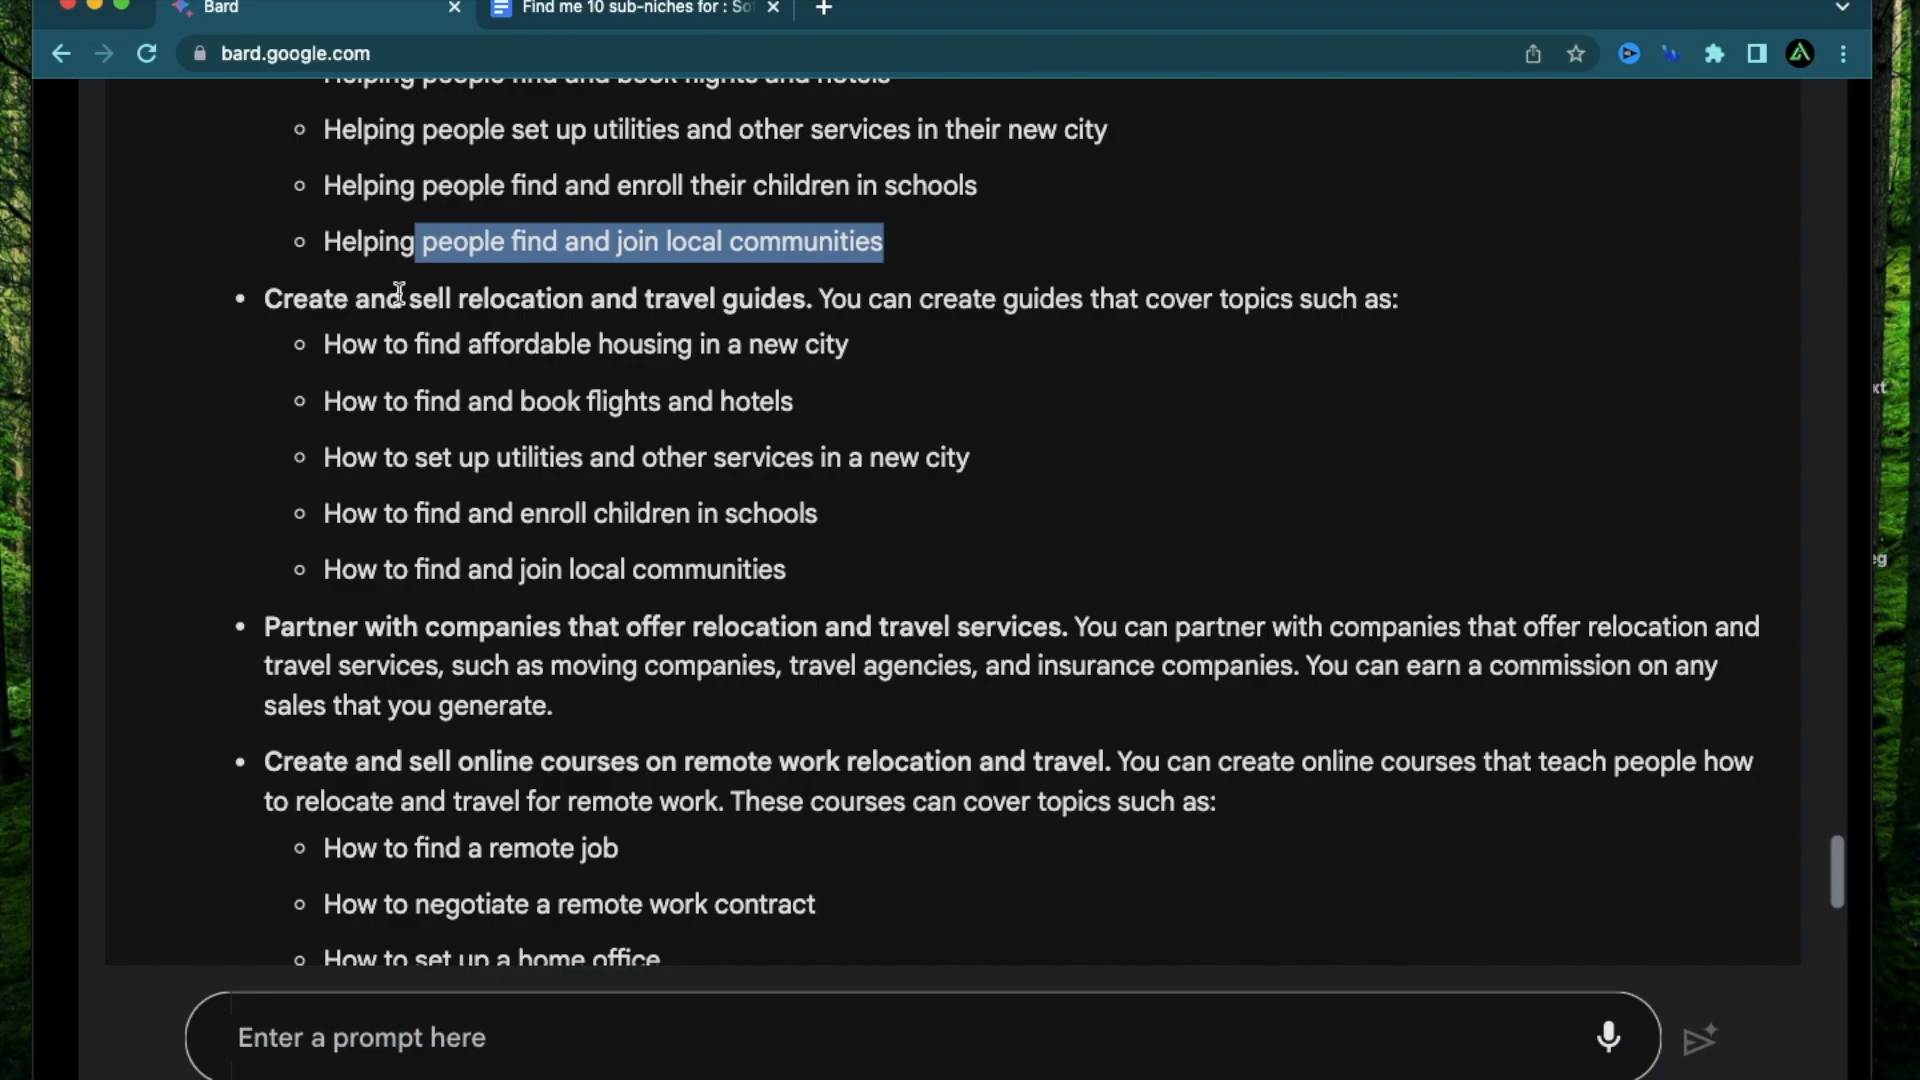 Bard
Find me 10 sub-niches for : So
bard.google.com
Helping people find and book flights and hotels
Helping people set up utilities and other services in their new city
Helping people find and enroll their children in schools
Helping people find and join local communities
Create and sell relocation and travel guides. You can create guides that cover topics such as:
How to find affordable housing in a new city
How to find and book flights and hotels
How to set up utilities and other services in a new city
How to find and enroll children in schools
How to find and join local communities
Partner with companies that offer relocation and travel services. You can partner with companies that offer relocation and
travel services, such as moving companies, travel agencies, and insurance companies. You can earn a commission on any
sales that you generate.
Create and sell online courses on remote work relocation and travel. You can create online courses that teach people how
to relocate and travel for remote work. These courses can cover topics such as:
How to find a remote job
How to negotiate a remote work contract
How to set up a home office
Enter a prompt here